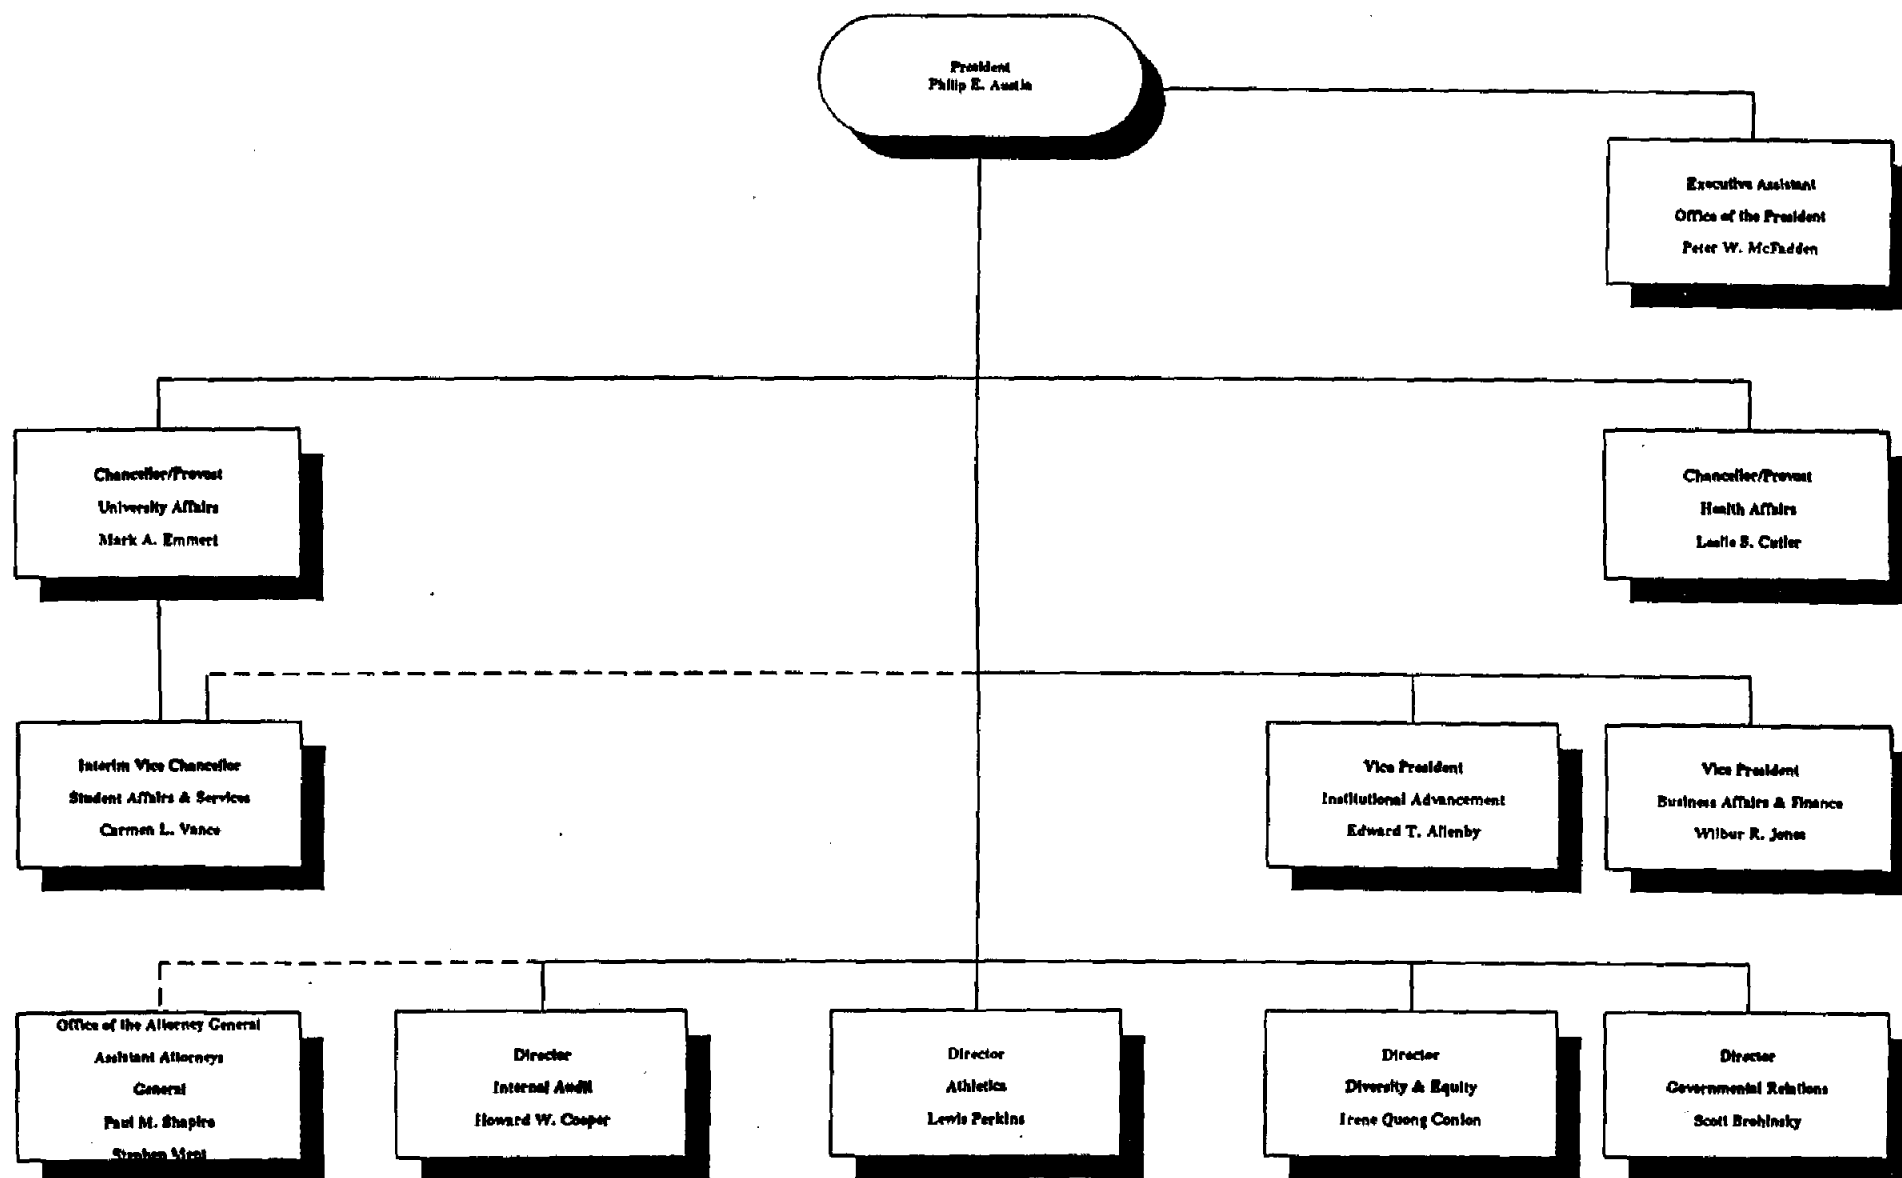 President
Philip E. Austin
Executive Assistant
Office of the President
Peter W. McFadden
Chancellor/Provost
University Affairs
Mark A. Emmert
Chancellor/Provost
Health Affairs
Leslie S. Cutler
Interim Vice Chancellor
Student Affairs & Services
Carmen L. Vance
Vice President
Institutional Advancement
Edward T. Allenby
Vice President
Business Affairs & Finance
Wilbur R. Jones
Office of the Attorney General
Assistant Attorneys
General
Paul M. Shapiro
Stephen
Director
Internal Audit
Howard W. Cooper
Director
Athletics
Lewis Perkins
Director
Diversity & Equity
Irene Quong Conlon
Director
Governmental Relations
Scott Brohinsky